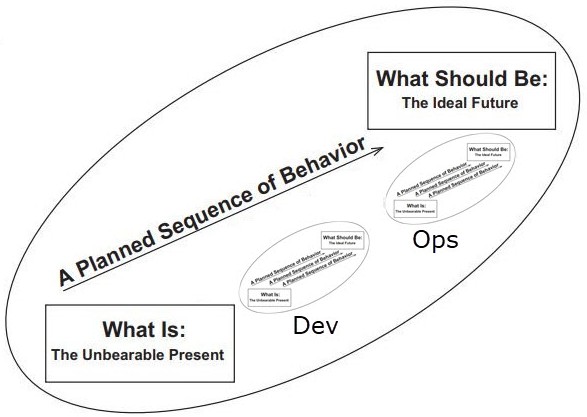 What Should Be:
The Ideal Future
A Planned Sequence of Behavior
What Should Be:
The Ideal Future
A Planned Sequence of Behavior
A Planned Sequence of Behavior
A Planned Sequence of Behavior
What Is:
The Unbearable Present
Ops
What Should Be:
The Ideal Future
A Planned Sequence of Behavior
A Planned Sequence of Behavior
A Planned Sequence of Behavior
What Is:
The Unbearable Present
Dev
What Is:
The Unbearable Present